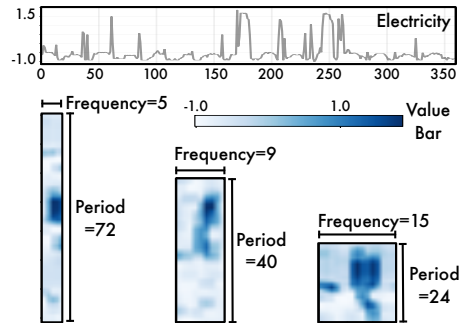 1.5
Electricity
-1.0
0 50 100 150 200 250 300 350
Frequency=5
-1.0 1.0 Value
Bar
Frequency=9
Period
=72
Period
=40
Frequency=15
Period
=24